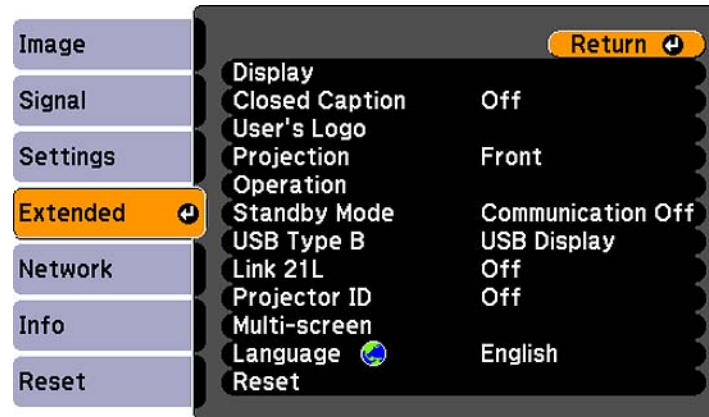 Image
Signal
Settings
Extended
Network
Info
Reset
Return
Display
Closed Caption Off
User's Logo
Projection Front
Operation
Standby Mode Communication Off
USB Type B USB Display
Link 21L Off
Projector ID Off
Multi-screen
Language English
Reset